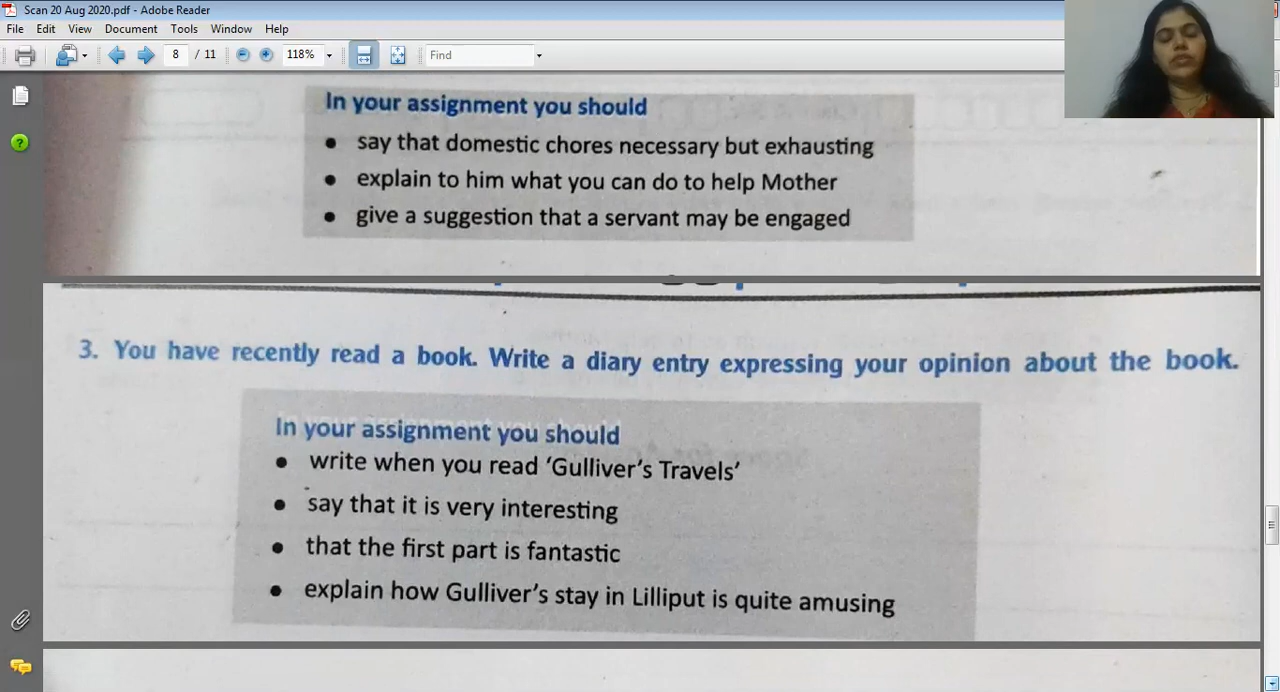 Scan 20 Aug 2020.pdf - Adobe Reader
File Edit View Document Tools Window Help
8 / 11 118% Find
In your assignment you should
• say that domestic chores necessary but exhausting
• explain to him what you can do to help Mother
• give a suggestion that a servant may be engaged
3. You have recently read a book. Write a diary entry expressing your opinion about the book.
In your assignment you should
• write when you read ‘Gulliver’s Travels’
• say that it is very interesting
• that the first part is fantastic
• explain how Gulliver’s stay in Lilliput is quite amusing